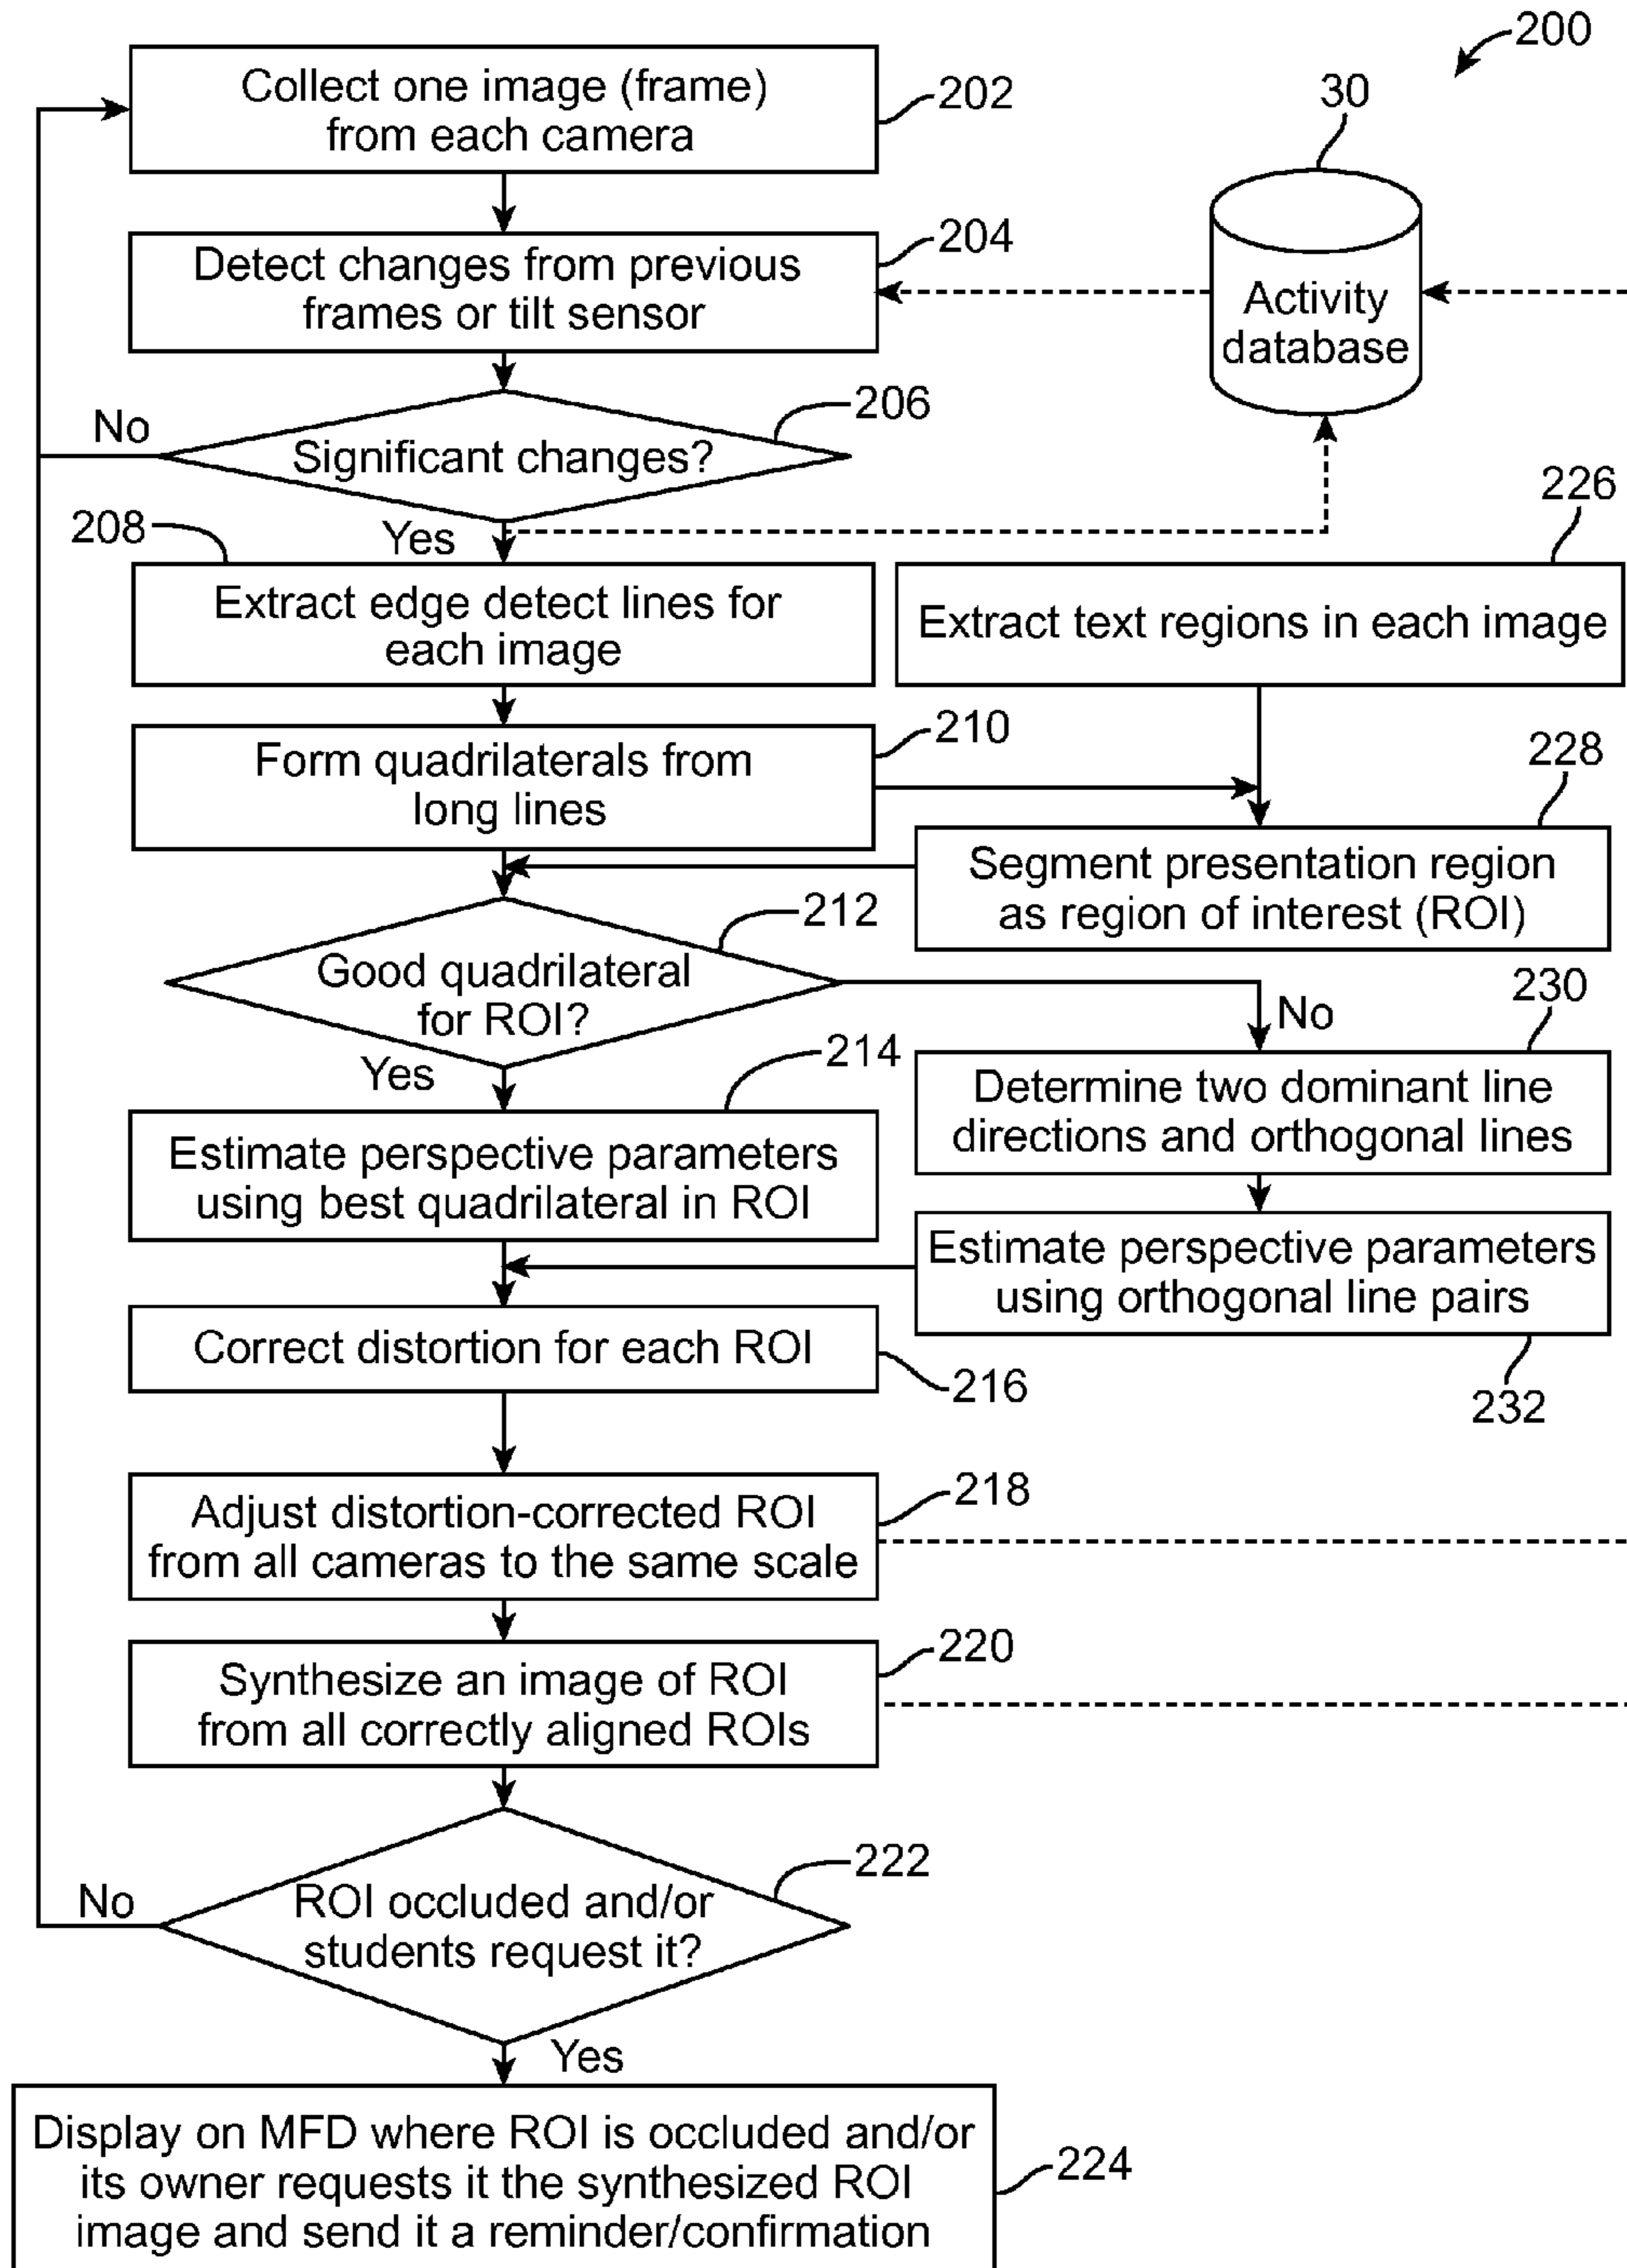 200
Collect one image (frame)
from each camera
202
30
Activity
database
Detect changes from previous
frames or tilt sensor
204
Significant changes?
206
No
Yes
208
Extract edge detect lines for
each image
226
Extract text regions in each image
Form quadrilaterals from
long lines
210
228
Segment presentation region
as region of interest (ROI)
Good quadrilateral
for ROI?
212
No
Yes
230
Determine two dominant line
directions and orthogonal lines
214
Estimate perspective parameters
using best quadrilateral in ROI
Estimate perspective parameters
using orthogonal line pairs
232
Correct distortion for each ROI
216
Adjust distortion-corrected ROI
from all cameras to the same scale
218
Synthesize an image of ROI
from all correctly aligned ROIs
220
ROI occluded and/or
students request it?
222
No
Yes
Display on MFD where ROI is occluded and/or
its owner requests it the synthesized ROI
image and send it a reminder/confirmation
224